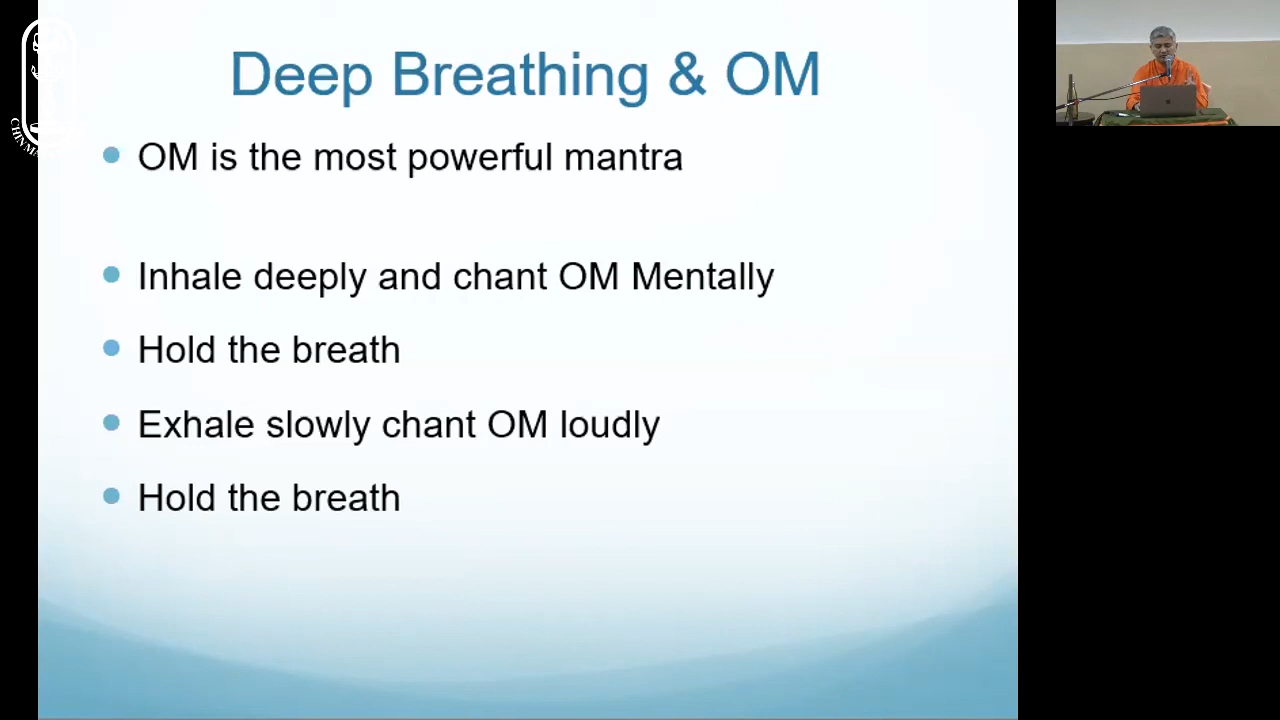 Deep Breathing & OM
OM is the most powerful mantra
Inhale deeply and chant OM Mentally
Hold the breath
Exhale slowly chant OM loudly
Hold the breath